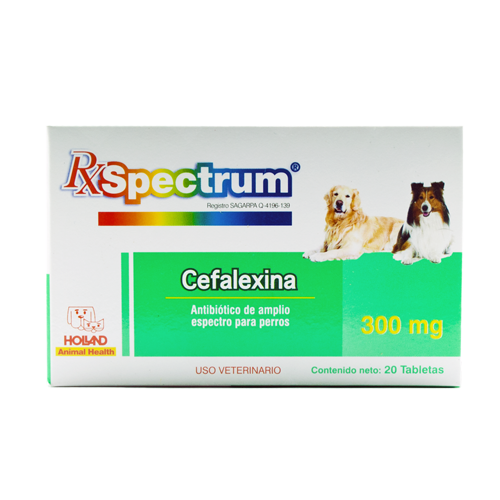 RxSpectrum®
Registro SAGARPA Q-4196-139
Cefalexina
Antibiótico de amplio
espectro para perros
300 mg
HOLLAND
Animal Health
USO VETERINARIO
Contenido neto: 20 Tabletas